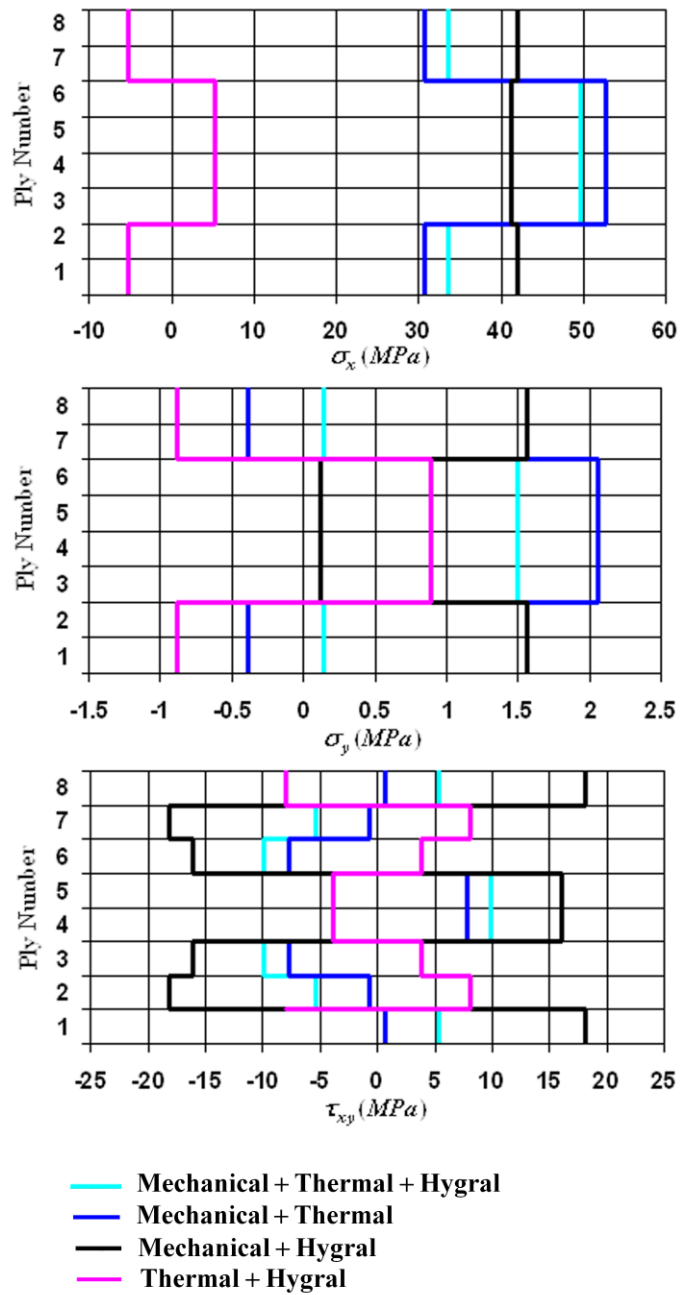 8
7
6
5
4
3
2
1
Ply Number
-10 0 10 20 30 40 50 60
σx (MPa)
8
7
6
5
4
3
2
1
Ply Number
-1.5 -1 -0.5 0 0.5 1 1.5 2 2.5
σy (MPa)
8
7
6
5
4
3
2
1
Ply Number
-25 -20 -15 -10 -5 0 5 10 15 20 25
τxy (MPa)
Mechanical + Thermal + Hygral
Mechanical + Thermal
Mechanical + Hygral
Thermal + Hygral